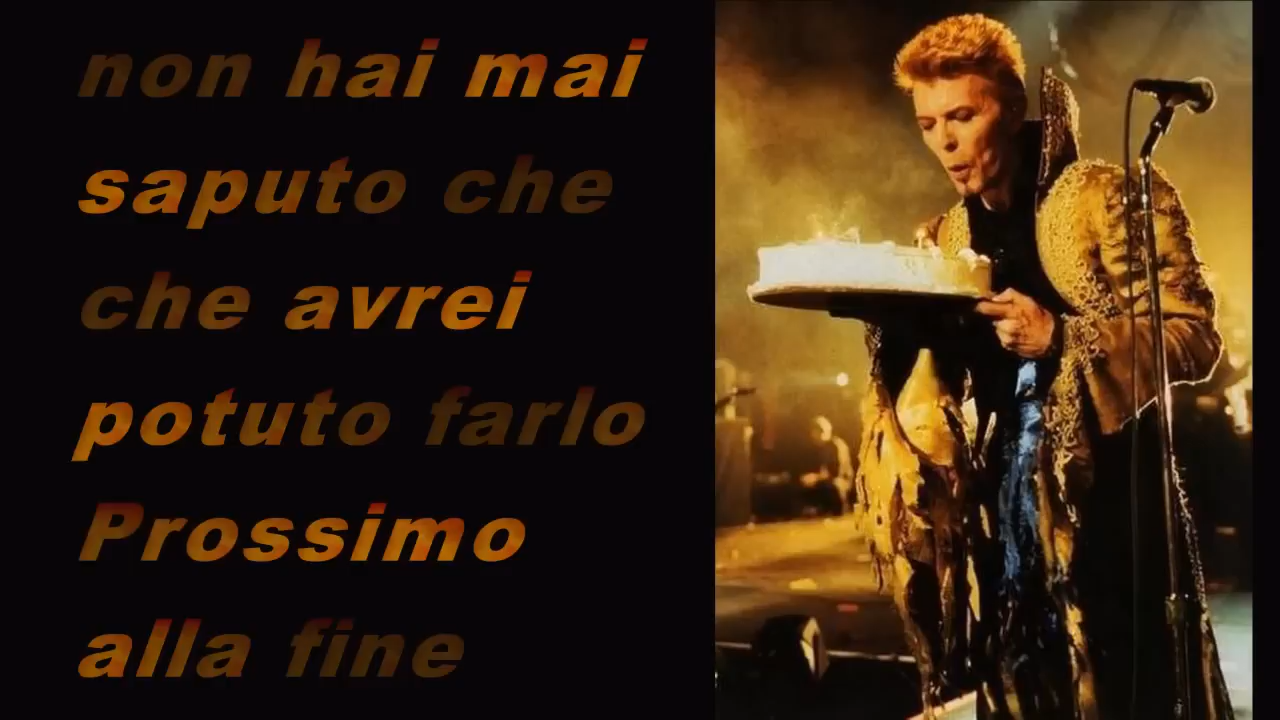 non hai mai
saputo che
che avrei
potuto farlo
Prossimo
alla fine